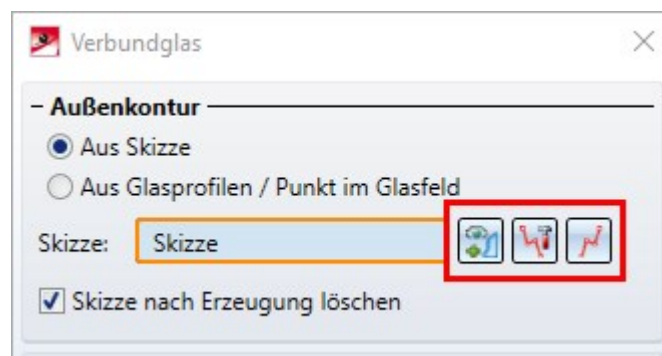 Verbundglas
Außenkontur
Aus Skizze
Aus Glasprofilen / Punkt im Glasfeld
Skizze: Skizze
Skizze nach Erzeugung löschen